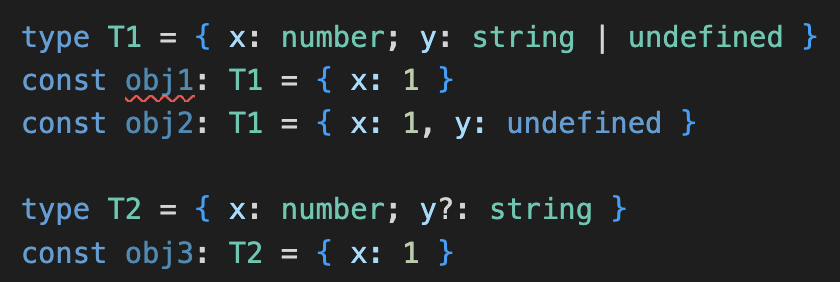 type T1 = { x: number; y: string | undefined }
const obj1: T1 = { x: 1 }
const obj2: T1 = { x: 1, y: undefined }
type T2 = { x: number; y?: string }
const obj3: T2 = { x: 1 }